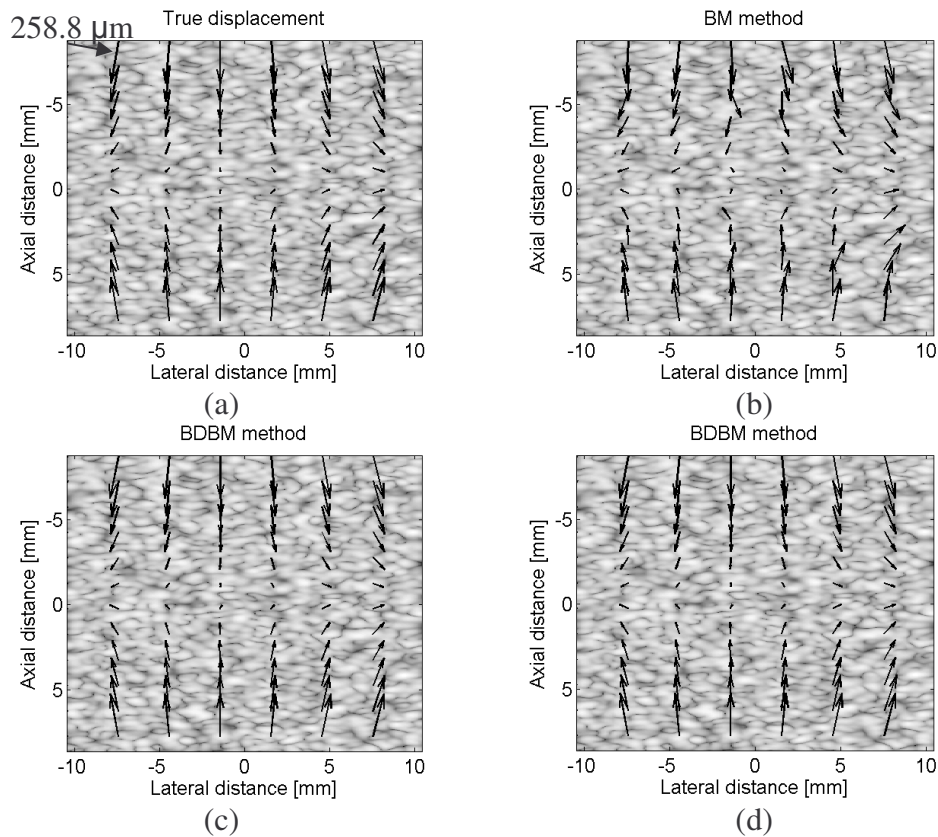 258.8 µm
True displacement
Axial distance [mm]
-5
0
5
-10 -5 0 5 10
Lateral distance [mm]
(a)
BM method
Axial distance [mm]
-5
0
5
-10 -5 0 5 10
Lateral distance [mm]
(b)
BDBM method
Axial distance [mm]
-5
0
5
-10 -5 0 5 10
Lateral distance [mm]
(c)
BDBM method
Axial distance [mm]
-5
0
5
-10 -5 0 5 10
Lateral distance [mm]
(d)